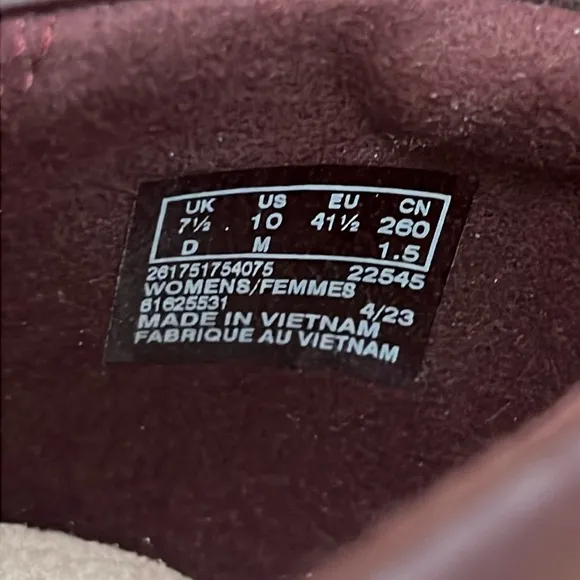 UK US EU CN
7½ 10 41½ 260
D M 1.5
261751754075 22545
WOMENS/FEMMES
61625531 4/23
MADE IN VIETNAM
FABRIQUE AU VIETNAM